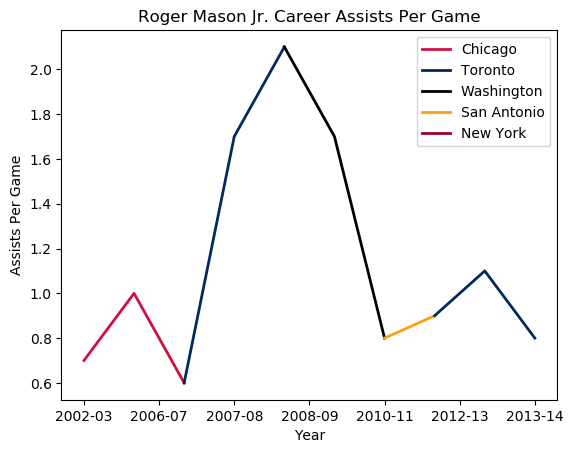 Roger Mason Jr. Career Assists Per Game
Chicago
Toronto
Washington
San Antonio
New York
Assists Per Game
2.0
1.8
1.6
1.4
1.2
1.0
0.8
0.6
2002-03 2006-07 2007-08 2008-09 2010-11 2012-13 2013-14
Year